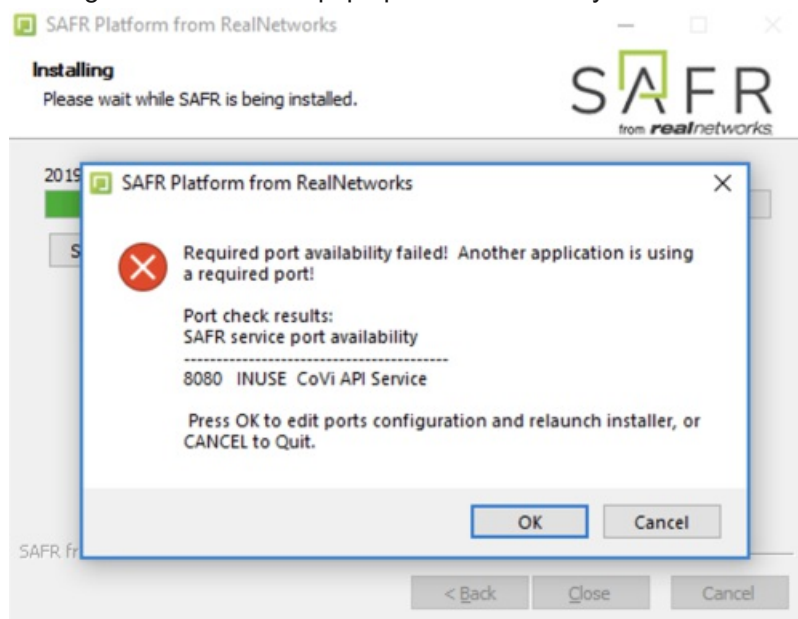 SAFR Platform from RealNetworks
Installing
Please wait while SAFR is being installed.
SAFR
from realnetworks
2019
SAFR Platform from RealNetworks
Required port availability failed! Another application is using
a required port!
Port check results:
SAFR service port availability
------------------------------------------
8080 INUSE CoVi API Service
Press OK to edit ports configuration and relaunch installer, or
CANCEL to Quit.
OK Cancel
SAFR fr
< Back Close Cancel